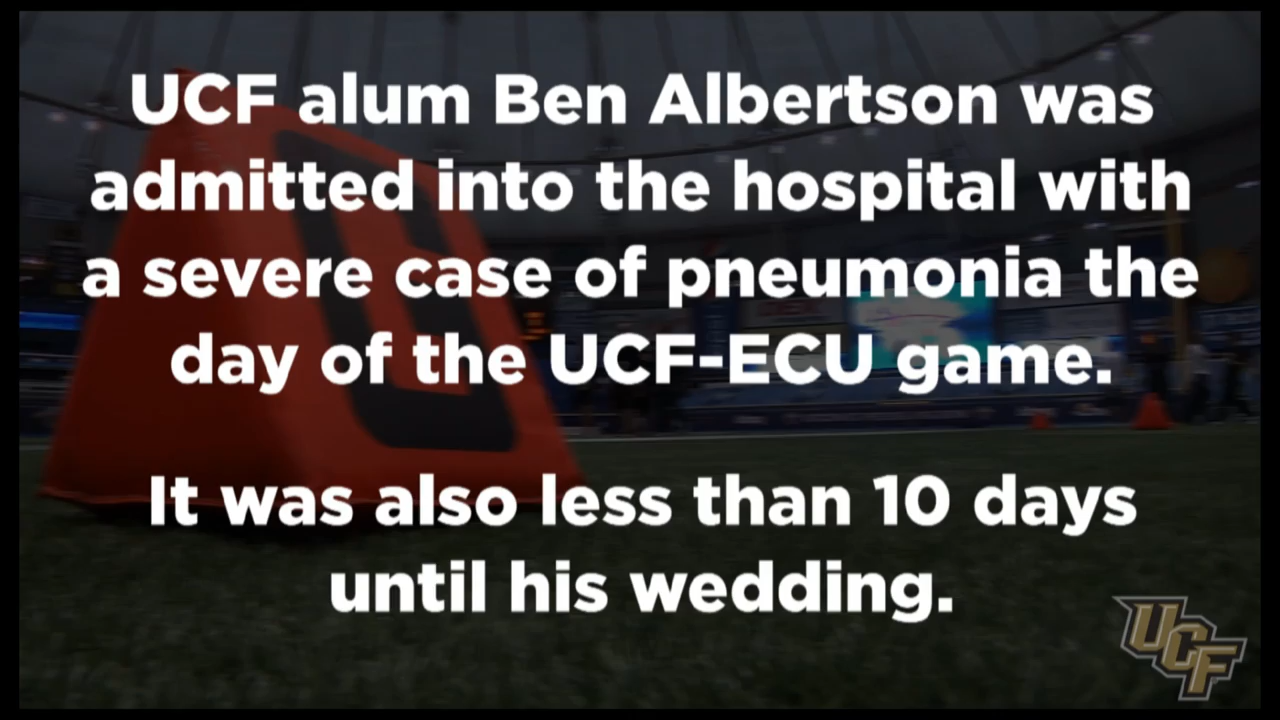 UCF alum Ben Albertson was
admitted into the hospital with
a severe case of pneumonia the
day of the UCF-ECU game.
It was also less than 10 days
until his wedding.
UCF